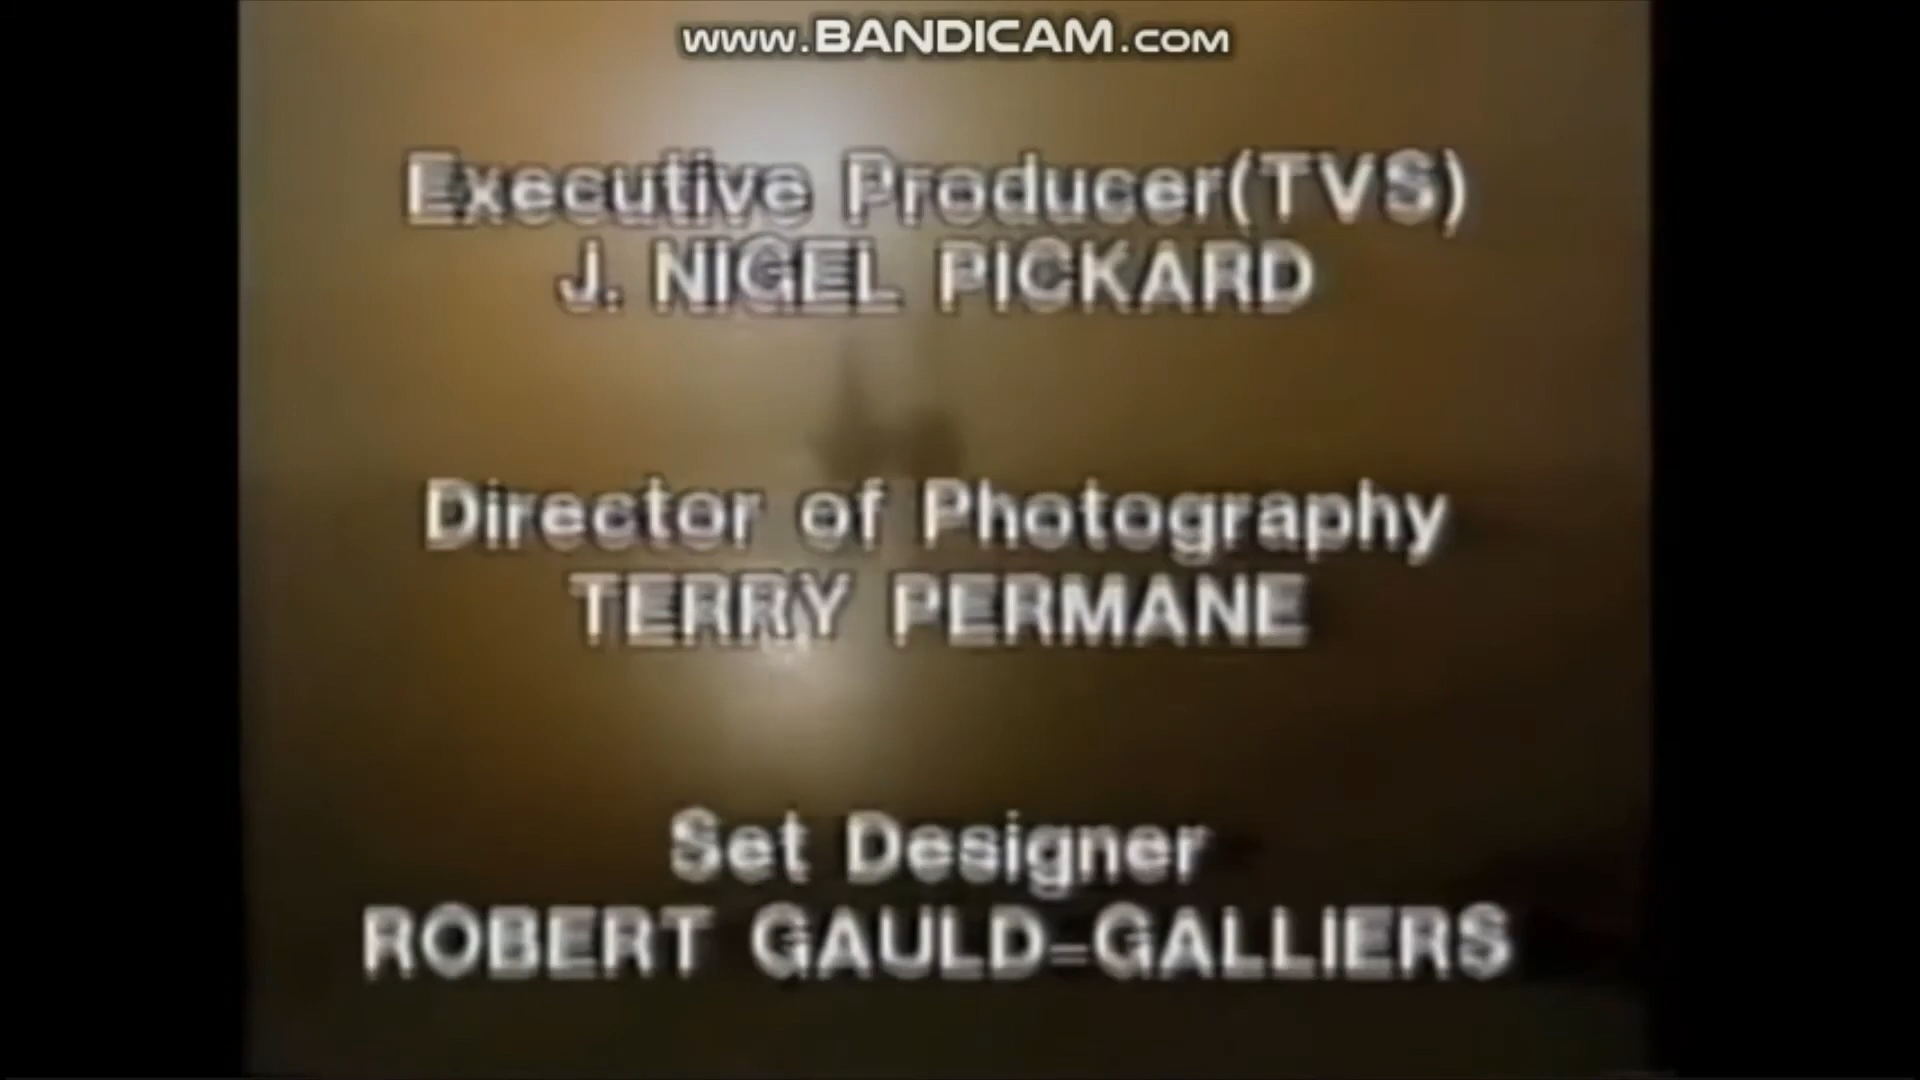 www.BANDICAM.com
Executive Producer(TVS)
J. NIGEL PICKARD
Director of Photography
TERRY PERMANE
Set Designer
ROBERT GAULD-GALLIERS